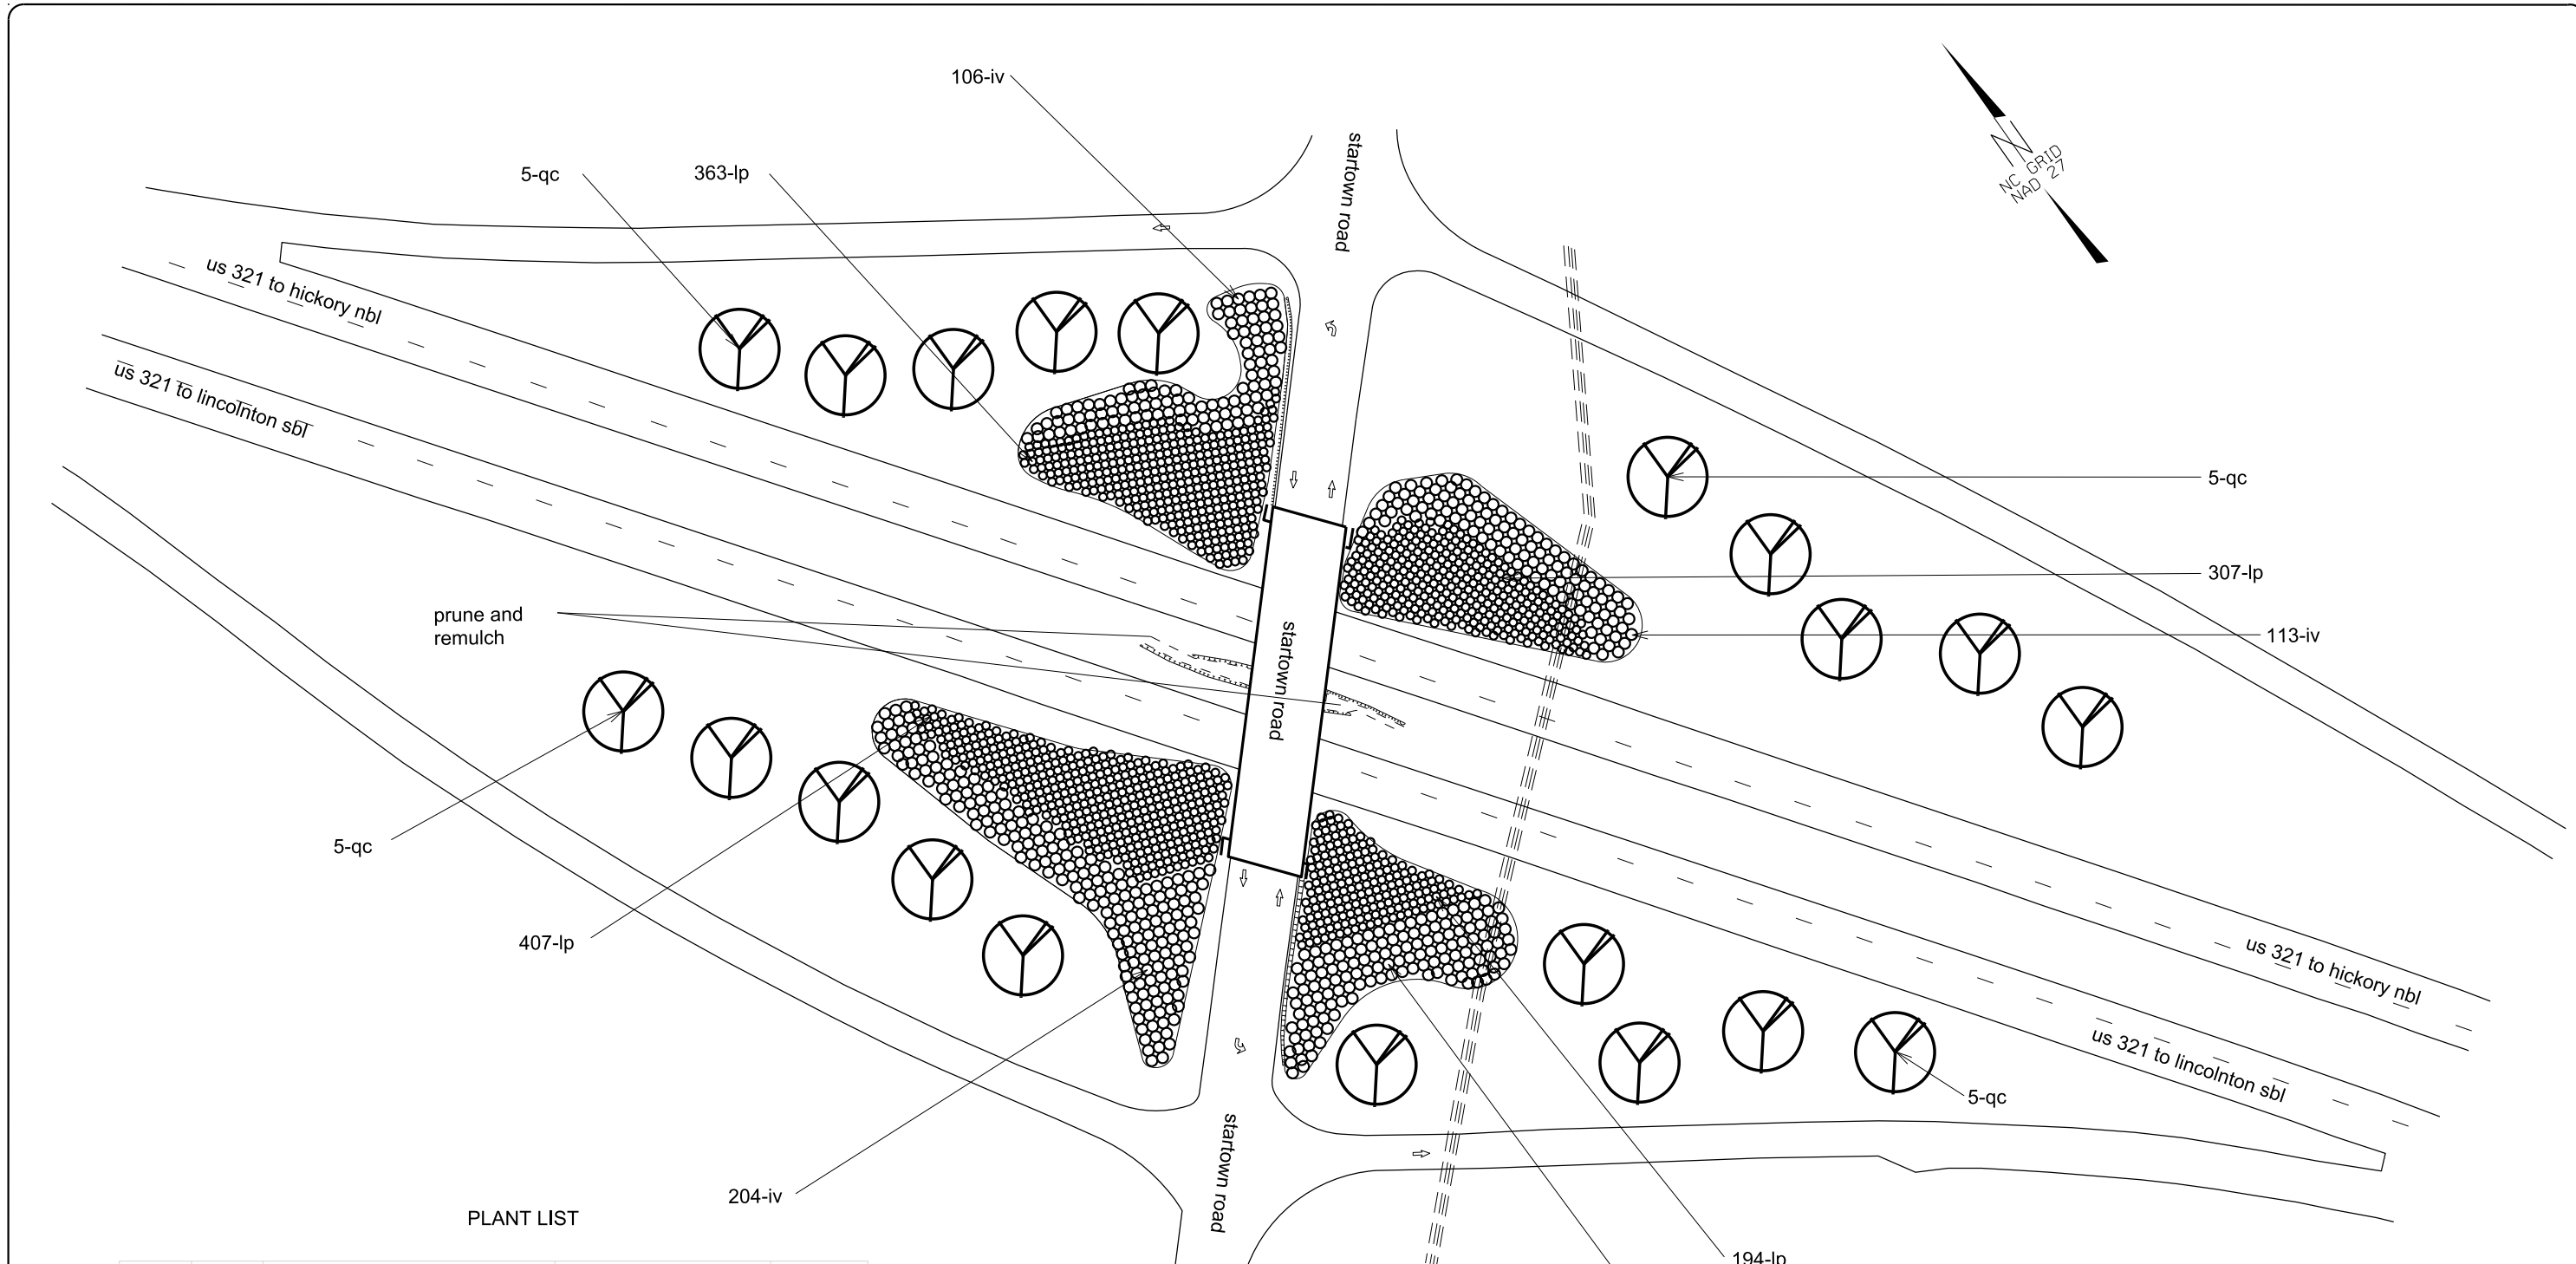 106-iv
startown road
NC GRID
NAD 27
5-qc
363-lp
us 321 to hickory nbl
us 321 to lincolnton sbl
5-qc
307-lp
prune and
remulch
113-iv
startown road
5-qc
407-lp
us 321 to hickory nbl
us 321 to lincolnton sbl
5-qc
startown road
204-iv
PLANT LIST
194-lp